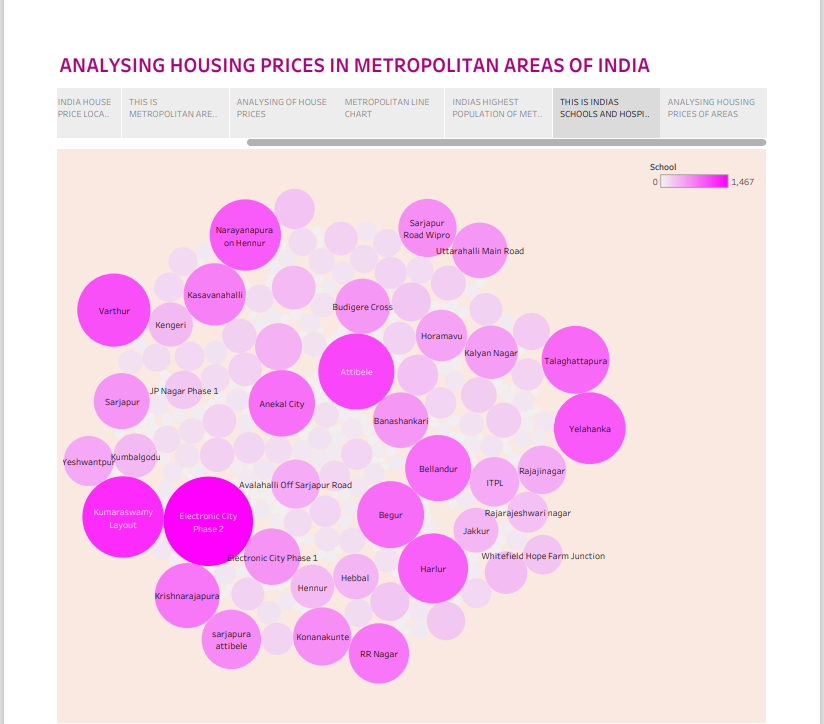 ANALYSING HOUSING PRICES IN METROPOLITAN AREAS OF INDIA
INDIA HOUSE
PRICE LOCA..
THIS IS
METROPOLITAN ARE..
ANALYSING OF HOUSE
PRICES
METROPOLITAN LINE
CHART
INDIAS HIGHEST
POPULATION OF MET..
THIS IS INDIAS
SCHOOLS AND HOSPI..
ANALYSING HOUSING
PRICES OF AREAS
School
0
1,467
Narayanapura
on Hennur
Sarjapur
Road Wipro
Uttarahalli Main Road
Kasavanahalli
Varthur
Kengeri
Budigere Cross
Horamavu
Kalyan Nagar
Talaghattapura
Attibele
JP Nagar Phase 1
Sarjapur
Anekal City
Banashankari
Yelahanka
Yeshwantpur
Kumbalgodu
Bellandur
Rajajinagar
Avalahalli Off Sarjapur Road
ITPL
Kumaraswamy
Layout
Electronic City
Phase 2
Begur
Rajarajeshwari nagar
Jakkur
Electronic City Phase 1
Whitefield Hope Farm Junction
Harlur
Hebbal
Hennur
Krishnarajapura
sarjapura
attibele
Konanakunte
RR Nagar